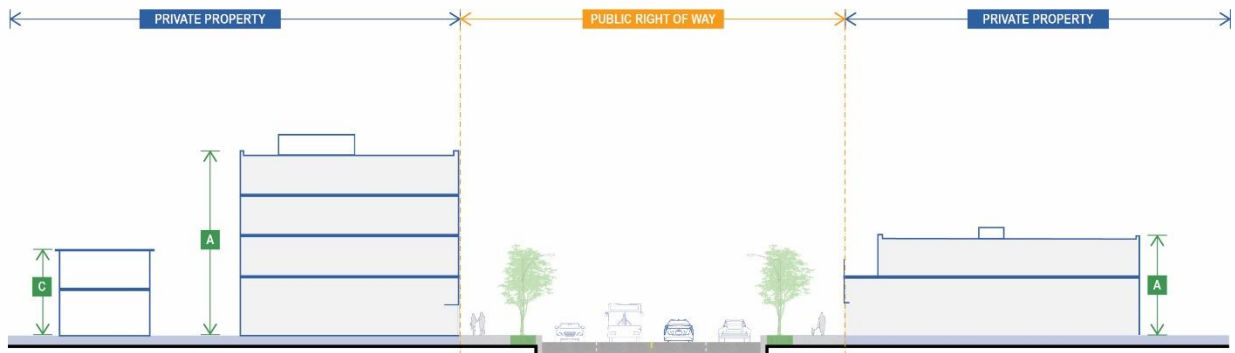 PRIVATE PROPERTY
PUBLIC RIGHT OF WAY
PRIVATE PROPERTY
A
C
A